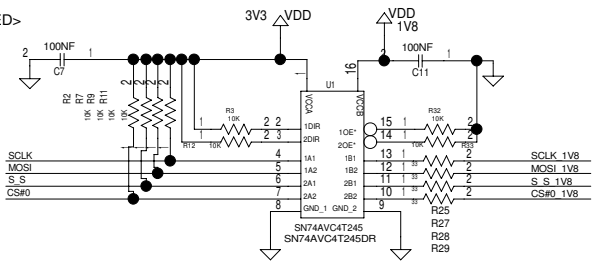 ED>
3V3 VDD
VDD
1V8
100NF
2 1
C7
100NF
1
C11
16
U1
R2 R7 R9 R11
10K 10K 10K 10K
2 2 2 2
VCCA
VCCB
R3
1 10K 2 2
1DIR
1OE*
15 1 R32 10K 2
1 R12 10K 2 3
2DIR
2OE*
14 1 10K R33 2
SCLK 4 1A1 1B1 13 1 33 2 SCLK_1V8
MOSI 5 1A2 1B2 12 1 33 2 MOSI_1V8
S_S 6 2A1 2B1 11 1 33 2 S_S_1V8
CS#0 7 2A2 2B2 10 1 33 2 CS#0_1V8
8 GND_1 GND_2 9
R25
R27
R28
R29
SN74AVC4T245
SN74AVC4T245DR